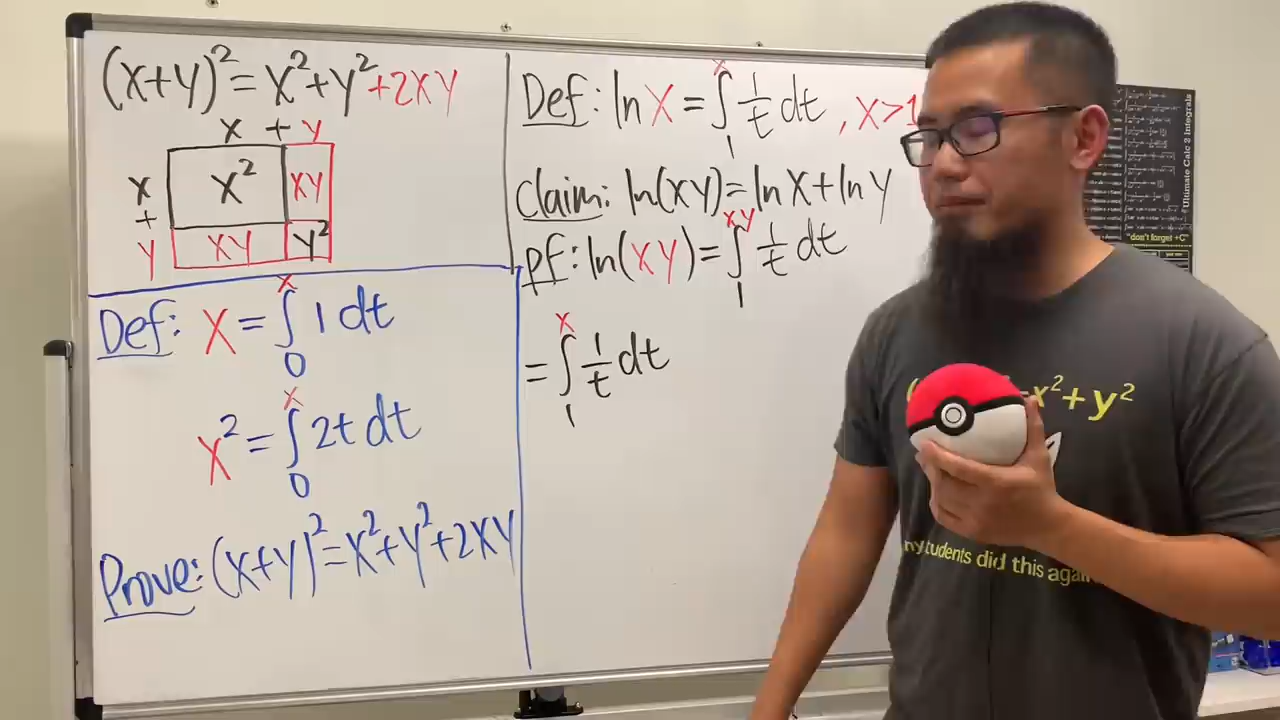 (x+y)²=x²+y²+2xy
x + y
x
+
y
x²
xy
xy
y²
Def: x = ∫₀ˣ 1 dt
x² = ∫₀ˣ 2t dt
Prove: (x+y)²=x²+y²+2xy
Def: ln x = ∫₁ˣ 1/t dt, x>1
Claim: ln(xy)=ln x+ln y
pf: ln(xy)=∫₁ˣʸ 1/t dt
= ∫₁ˣ 1/t dt
Ultimate Calc 2 Integrals
"don't forget +C"
x²+y²
my students did this again